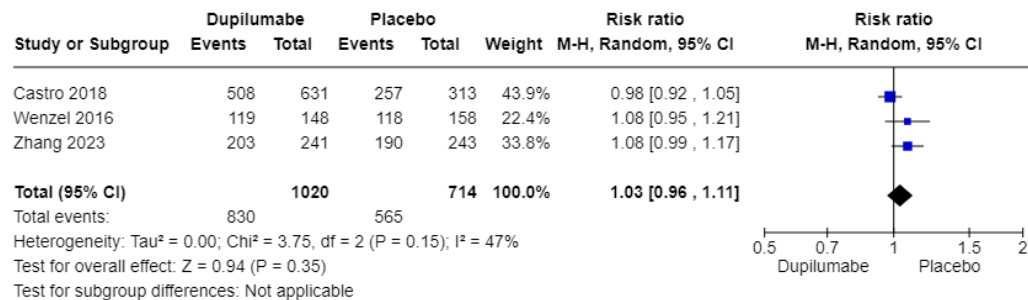 Dupilumabe Placebo Risk ratio Risk ratio
Study or Subgroup Events Total Events Total Weight M-H, Random, 95% CI M-H, Random, 95% CI
Castro 2018 508 631 257 313 43.9% 0.98 [0.92 , 1.05]
Wenzel 2016 119 148 118 158 22.4% 1.08 [0.95 , 1.21]
Zhang 2023 203 241 190 243 33.8% 1.08 [0.99 , 1.17]
Total (95% CI) 1020 714 100.0% 1.03 [0.96 , 1.11]
Total events: 830 565
Heterogeneity: Tau² = 0.00; Chi² = 3.75, df = 2 (P = 0.15); I² = 47%
0.5 0.7 1 1.5 2
Test for overall effect: Z = 0.94 (P = 0.35)
Dupilumabe Placebo
Test for subgroup differences: Not applicable